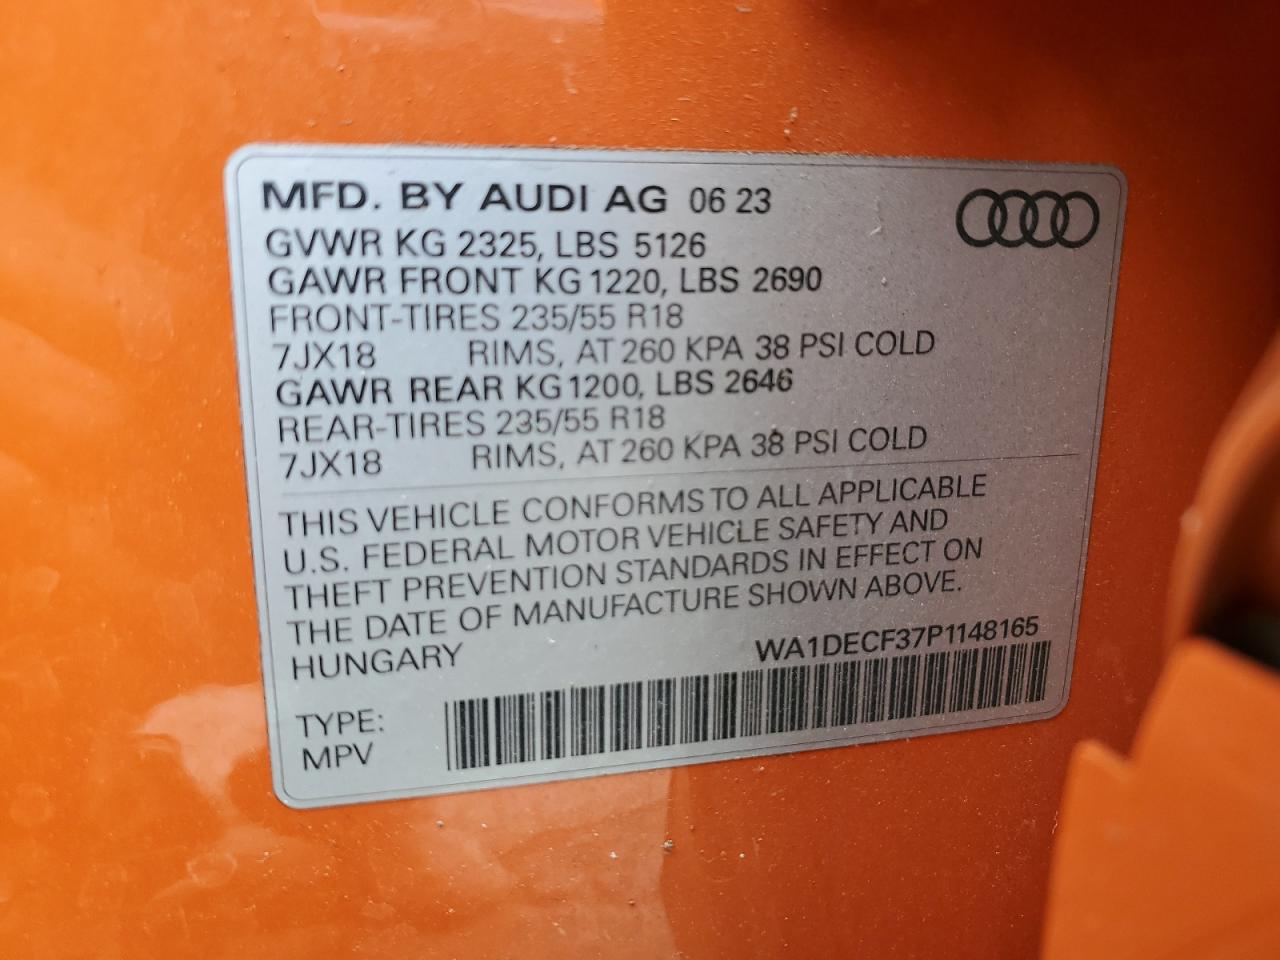 MFD. BY AUDI AG 06 23
GVWR KG 2325, LBS 5126
GAWR FRONT KG 1220, LBS 2690
FRONT-TIRES 235/55 R18
7JX18 RIMS, AT 260 KPA 38 PSI COLD
GAWR REAR KG 1200, LBS 2646
REAR-TIRES 235/55 R18
7JX18 RIMS, AT 260 KPA 38 PSI COLD
THIS VEHICLE CONFORMS TO ALL APPLICABLE
U.S. FEDERAL MOTOR VEHICLE SAFETY AND
THEFT PREVENTION STANDARDS IN EFFECT ON
THE DATE OF MANUFACTURE SHOWN ABOVE.
HUNGARY WA1DECF37P1148165
TYPE:
MPV